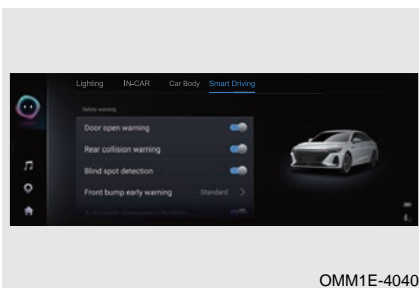 Lighting IN-CAR Car Body Smart Driving
Safety warning
Door open warning
Rear collision warning
Blind spot detection
Front bump early warning Standard >
OMM1E-4040